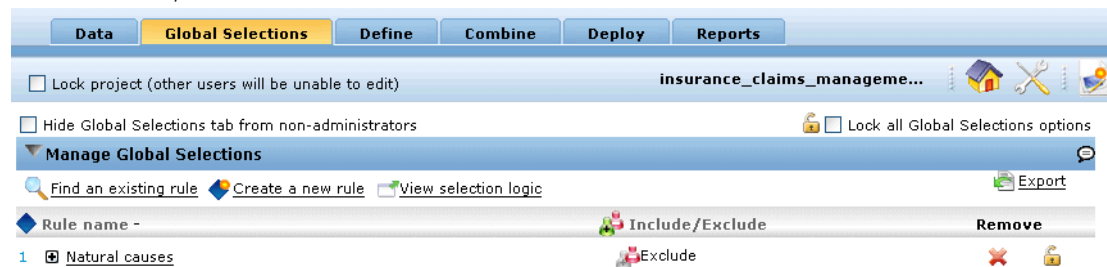 Data Global Selections Define Combine Deploy Reports
Lock project (other users will be unable to edit) insurance_claims_manageme...
Hide Global Selections tab from non-administrators Lock all Global Selections options
Manage Global Selections
Find an existing rule Create a new rule View selection logic Export
Rule name - Include/Exclude Remove
1 Natural causes Exclude